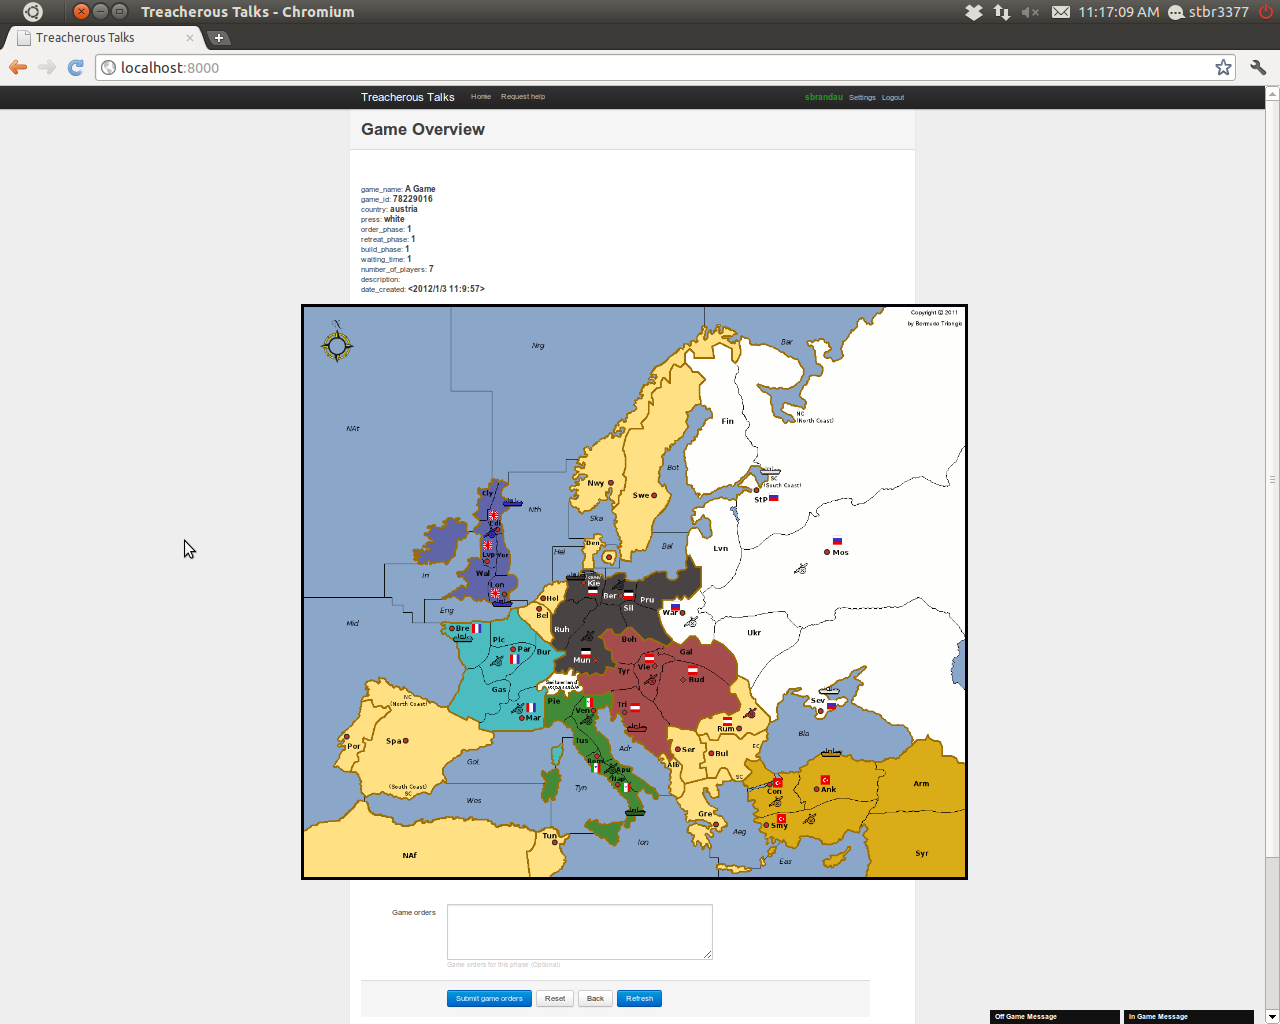 Treacherous Talks - Chromium
11:17:09 AM
stbr3377
Treacherous Talks
localhost:8000
Treacherous Talks
Home
Request help
sbrandau
Settings
Logout
Game Overview
game_name: A Game
game_id: 78229016
country: austria
press: white
order_phase: 1
retreat_phase: 1
build_phase: 1
waiting_time: 1
number_of_players: 7
description:
date_created: <2012/1/3 11:9:57>
Copyright © 2011
by Bermuda Triangle
N
Nrg
Bar
NC
(North Coast)
NAt
Fin
Bot
Nwy
Swe
SC
(South Coast)
StP
Cly
Nth
Ska
Edi
Den
Hel
Bal
Lvn
Mos
Lvp
Yor
Iri
Wal
Kie
Ber
Pru
Lon
Hol
Sil
War
Eng
Bel
Mid
Bre
Ruh
Ukr
Pic
Boh
Par
Bur
Gal
Mun
Vie
Tyr
Bud
Switzerland
Impassable
Gas
NC
(North Coast)
Pie
Ven
Tri
Sev
Mar
Rum
Bla
Por
Spa
Tus
Adr
Ser
Bul
EC
Gol
Rom
Alb
Apu
Nap
SC
(South Coast)
SC
Tyn
Con
Ank
Arm
Wes
Gre
Smy
Aeg
Tun
Ion
NAf
Eas
Syr
Game orders
Game orders for this phase (Optional)
Submit game orders
Reset
Back
Refresh
Off Game Message
In Game Message